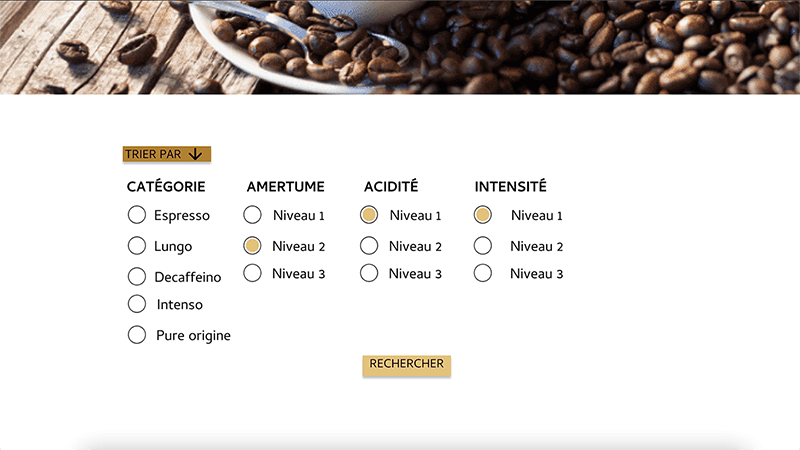 TRIER PAR
CATÉGORIE AMERTUME ACIDITÉ INTENSITÉ
Espresso Niveau 1 Niveau 1 Niveau 1
Lungo Niveau 2 Niveau 2 Niveau 2
Decaffeino Niveau 3 Niveau 3 Niveau 3
Intenso
Pure origine
RECHERCHER